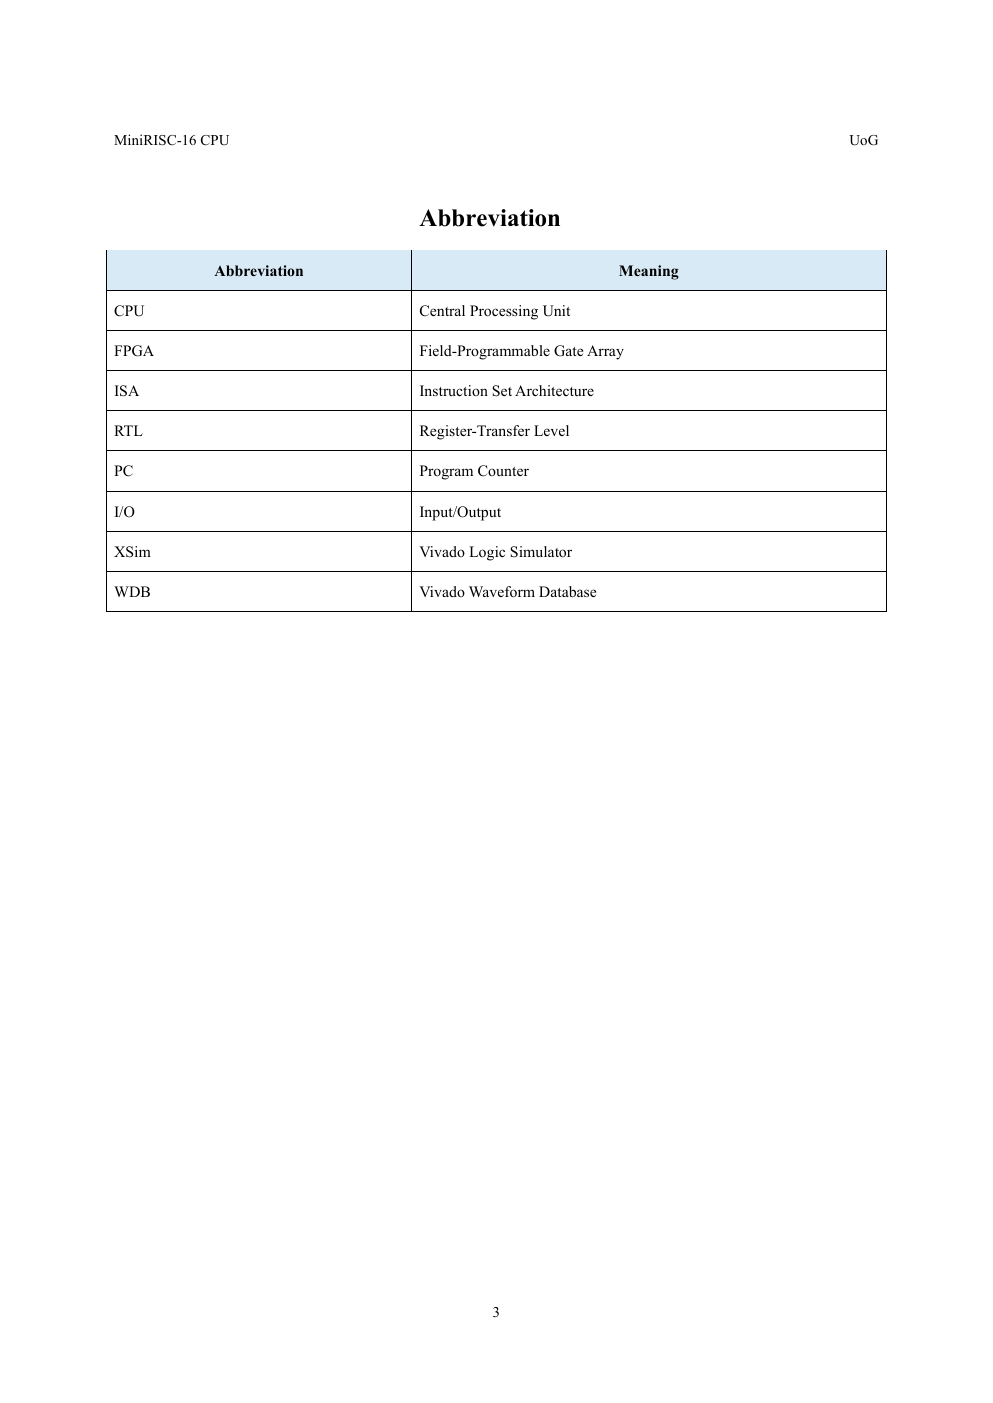 MiniRISC-16 CPU UoG
Abbreviation
Abbreviation Meaning
CPU Central Processing Unit
FPGA Field-Programmable Gate Array
ISA Instruction Set Architecture
RTL Register-Transfer Level
PC Program Counter
I/O Input/Output
XSim Vivado Logic Simulator
WDB Vivado Waveform Database
3